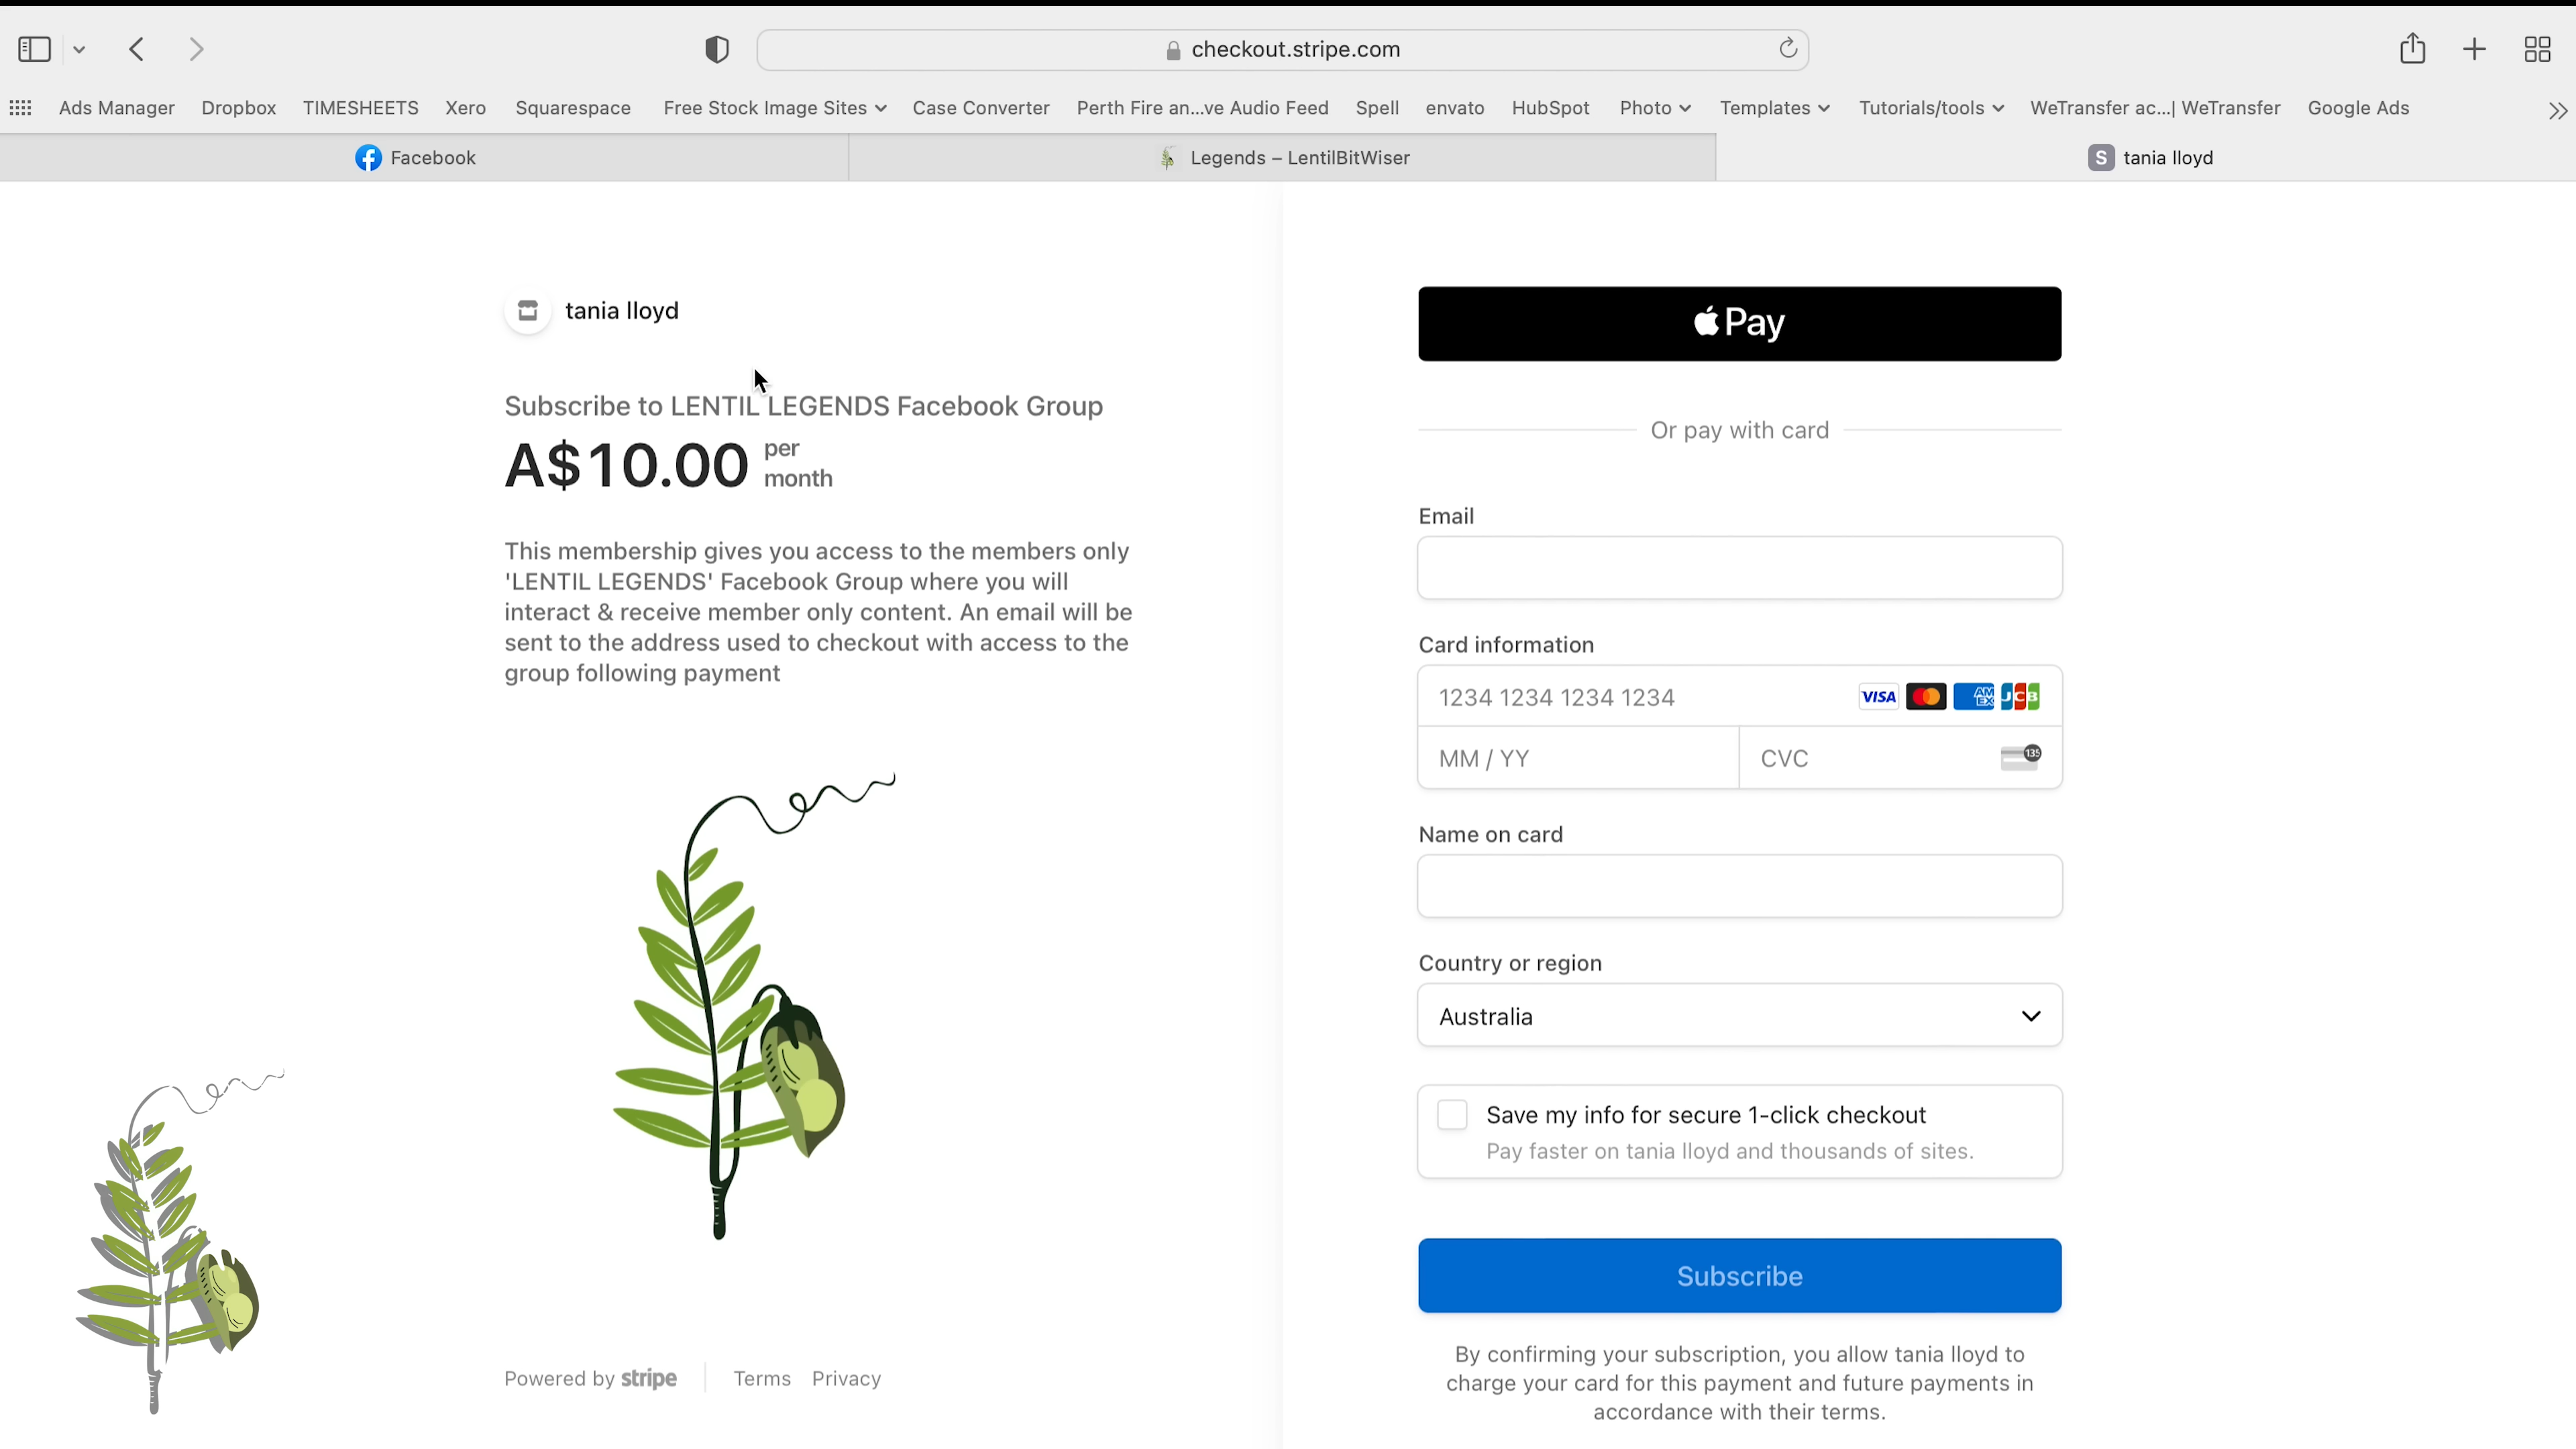 checkout.stripe.com
Ads Manager Dropbox TIMESHEETS Xero Squarespace Free Stock Image Sites Case Converter Perth Fire an...ve Audio Feed Spell envato HubSpot Photo Templates Tutorials/tools WeTransfer ac...| WeTransfer Google Ads
Facebook Legends – LentilBitWiser S tania lloyd
tania lloyd
Subscribe to LENTIL LEGENDS Facebook Group
A$10.00 per
month
This membership gives you access to the members only
'LENTIL LEGENDS' Facebook Group where you will
interact & receive member only content. An email will be
sent to the address used to checkout with access to the
group following payment
Powered by stripe Terms Privacy
Pay
Or pay with card
Email
Card information
1234 1234 1234 1234 VISA AM EX JCB
MM / YY CVC 135
Name on card
Country or region
Australia
Save my info for secure 1-click checkout
Pay faster on tania lloyd and thousands of sites.
Subscribe
By confirming your subscription, you allow tania lloyd to
charge your card for this payment and future payments in
accordance with their terms.